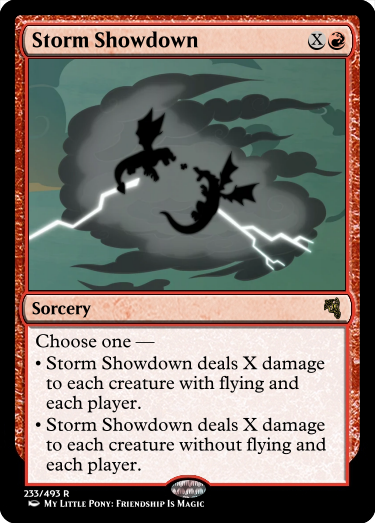 Storm Showdown X
Sorcery
Choose one —
• Storm Showdown deals X damage
to each creature with flying and
each player.
• Storm Showdown deals X damage
to each creature without flying and
each player.
233/493 R
My Little Pony: Friendship Is Magic